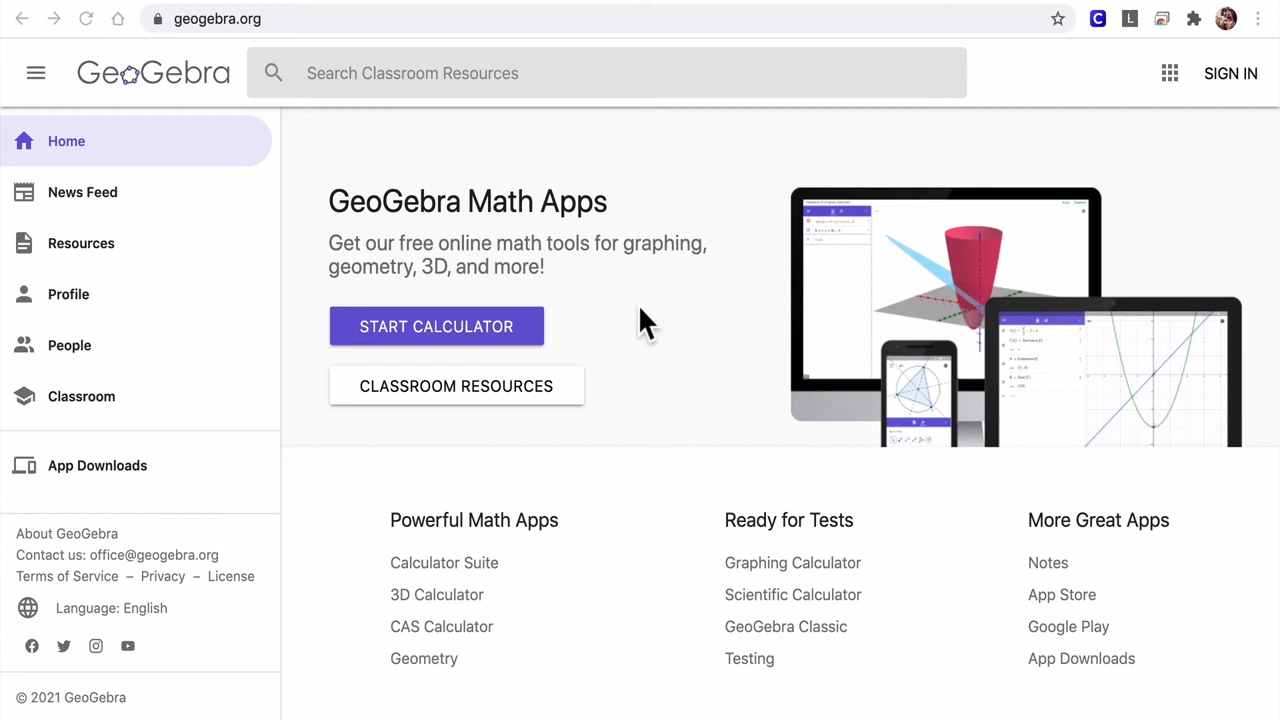 geogebra.org
GeoGebra
Search Classroom Resources
SIGN IN
Home
News Feed
Resources
Profile
People
Classroom
App Downloads
About GeoGebra
Contact us: office@geogebra.org
Terms of Service – Privacy – License
Language: English
© 2021 GeoGebra
GeoGebra Math Apps
Get our free online math tools for graphing,
geometry, 3D, and more!
START CALCULATOR
CLASSROOM RESOURCES
Powerful Math Apps
Calculator Suite
3D Calculator
CAS Calculator
Geometry
Ready for Tests
Graphing Calculator
Scientific Calculator
GeoGebra Classic
Testing
More Great Apps
Notes
App Store
Google Play
App Downloads